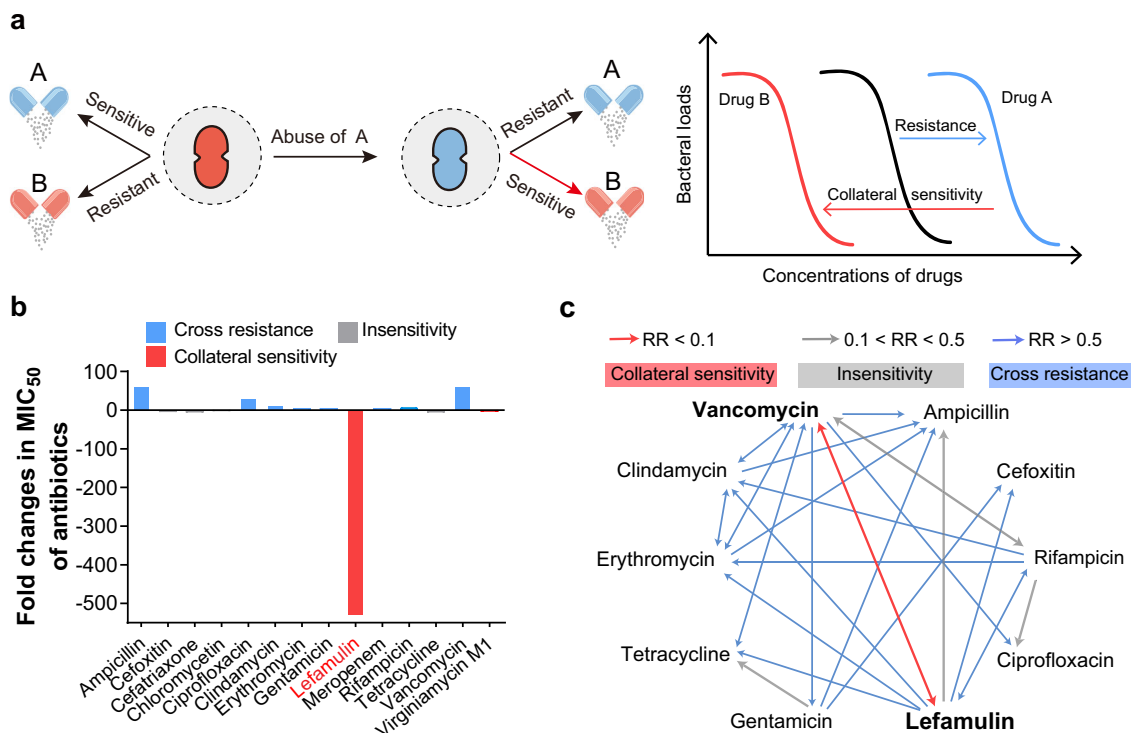 a
A
Sensitive
Resistant
B
Abuse of A
A
Resistant
Sensitive
B
Bacterial loads
Drug B
Drug A
Resistance
Collateral sensitivity
Concentrations of drugs
b
Cross resistance
Insensitivity
Collateral sensitivity
Fold changes in MIC50
of antibiotics
100
0
-100
-200
-300
-400
-500
Ampicillin
Cefoxitin
Cefatriaxone
Chloromycetin
Ciprofloxacin
Clindamycin
Erythromycin
Gentamicin
Lefamulin
Meropenem
Rifampicin
Tetracycline
Vancomycin
Virginiamycin M1
c
RR < 0.1
0.1 < RR < 0.5
RR > 0.5
Collateral sensitivity
Insensitivity
Cross resistance
Vancomycin
Ampicillin
Clindamycin
Cefoxitin
Erythromycin
Rifampicin
Tetracycline
Ciprofloxacin
Gentamicin
Lefamulin